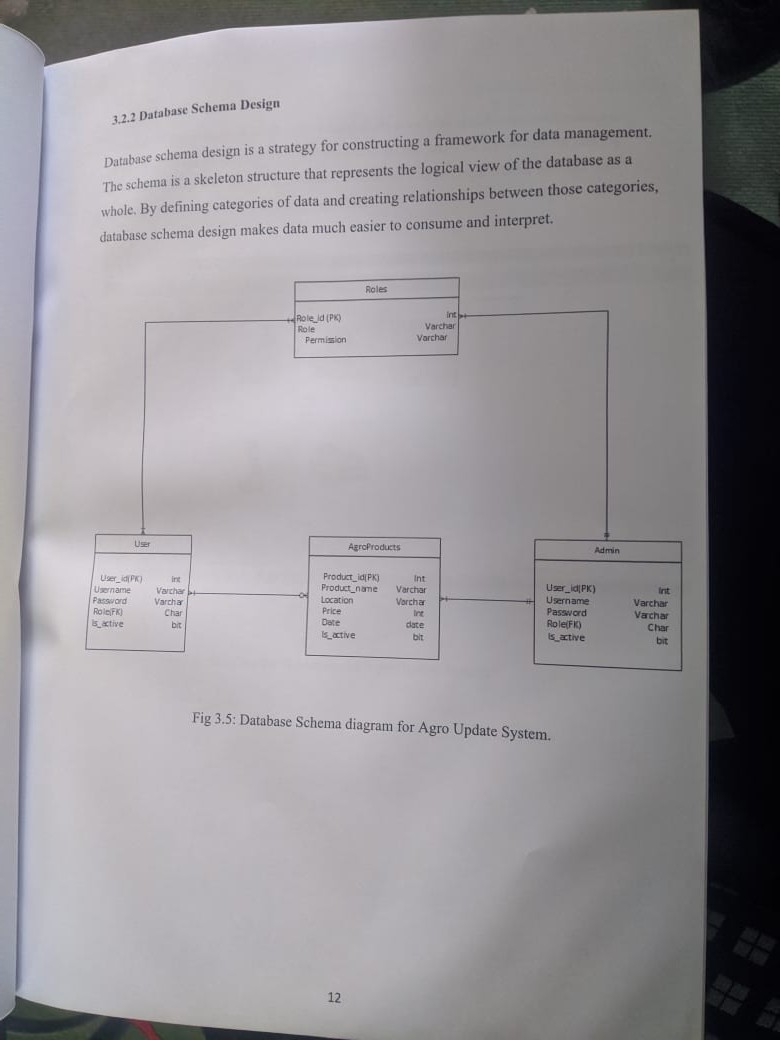 3.2.2 Database Schema Design
Database schema design is a strategy for constructing a framework for data management.
The schema is a skeleton structure that represents the logical view of the database as a
whole. By defining categories of data and creating relationships between those categories,
database schema design makes data much easier to consume and interpret.
Roles
Role_id (PK) Int
Role Varchar
Permission Varchar
User
User_id(PK) Int
Username Varchar
Password Varchar
Role(FK) Char
Is_active bit
AgroProducts
Product_id(PK) Int
Product_name Varchar
Location Varchar
Price Int
Date date
Is_active bit
Admin
User_id(PK) Int
Username Varchar
Password Varchar
Role(FK) Char
Is_active bit
Fig 3.5: Database Schema diagram for Agro Update System.
12